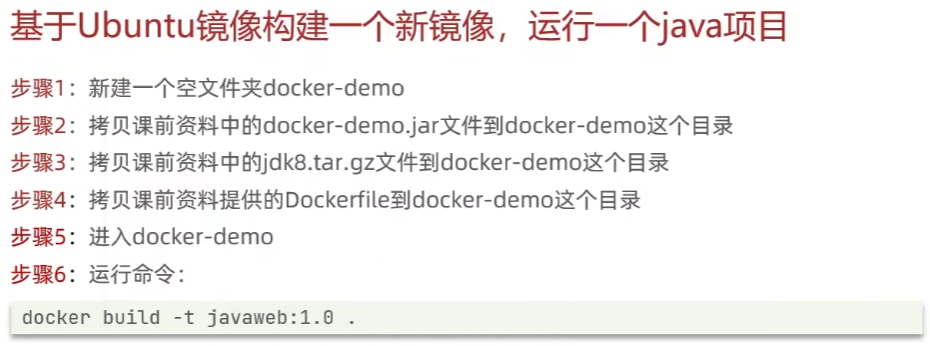 基于Ubuntu镜像构建一个新镜像，运行一个java项目
步骤1：新建一个空文件夹docker-demo
步骤2：拷贝课前资料中的docker-demo.jar文件到docker-demo这个目录
步骤3：拷贝课前资料中的jdk8.tar.gz文件到docker-demo这个目录
步骤4：拷贝课前资料提供的Dockerfile到docker-demo这个目录
步骤5：进入docker-demo
步骤6：运行命令：
docker build -t javaweb:1.0 .